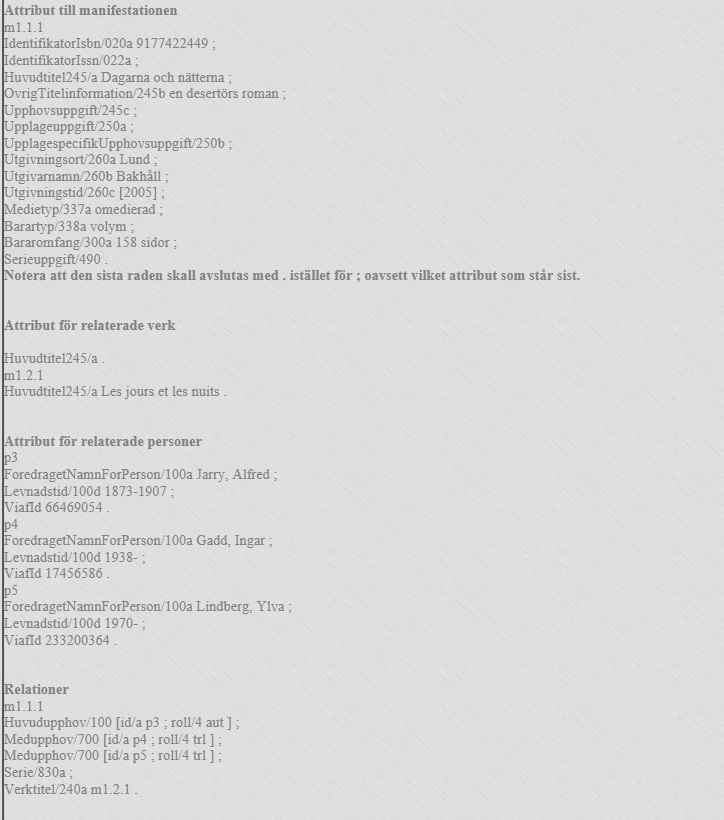 Attribut till manifestationen
m1.1.1
IdentifikatorIsbn/020a 9177422449 ;
IdentifikatorIssn/022a ;
Huvudtitel245/a Dagarna och nätterna ;
OvrigTitelinformation/245b en desertörs roman ;
Upphovsuppgift/245c ;
Upplageuppgift/250a ;
UpplagespecifikUpphovsuppgift/250b ;
Utgivningsort/260a Lund ;
Utgivarnamn/260b Bakhåll ;
Utgivningstid/260c [2005] ;
Medietyp/337a omedierad ;
Barartyp/338a volym ;
Bararomfang/300a 158 sidor ;
Serieuppgift/490 .
Notera att den sista raden skall avslutas med . istället för ; oavsett vilket attribut som står sist.
Attribut för relaterade verk
Huvudtitel245/a .
m1.2.1
Huvudtitel245/a Les jours et les nuits .
Attribut för relaterade personer
p3
ForedragetNamnForPerson/100a Jarry, Alfred ;
Levnadstid/100d 1873-1907 ;
ViafId 66469054 .
p4
ForedragetNamnForPerson/100a Gadd, Ingar ;
Levnadstid/100d 1938- ;
ViafId 17456586 .
p5
ForedragetNamnForPerson/100a Lindberg, Ylva ;
Levnadstid/100d 1970- ;
ViafId 233200364 .
Relationer
m1.1.1
Huvudupphov/100 [id/a p3 ; roll/4 aut ] ;
Medupphov/700 [id/a p4 ; roll/4 trl ] ;
Medupphov/700 [id/a p5 ; roll/4 trl ] ;
Serie/830a ;
Verktitel/240a m1.2.1 .